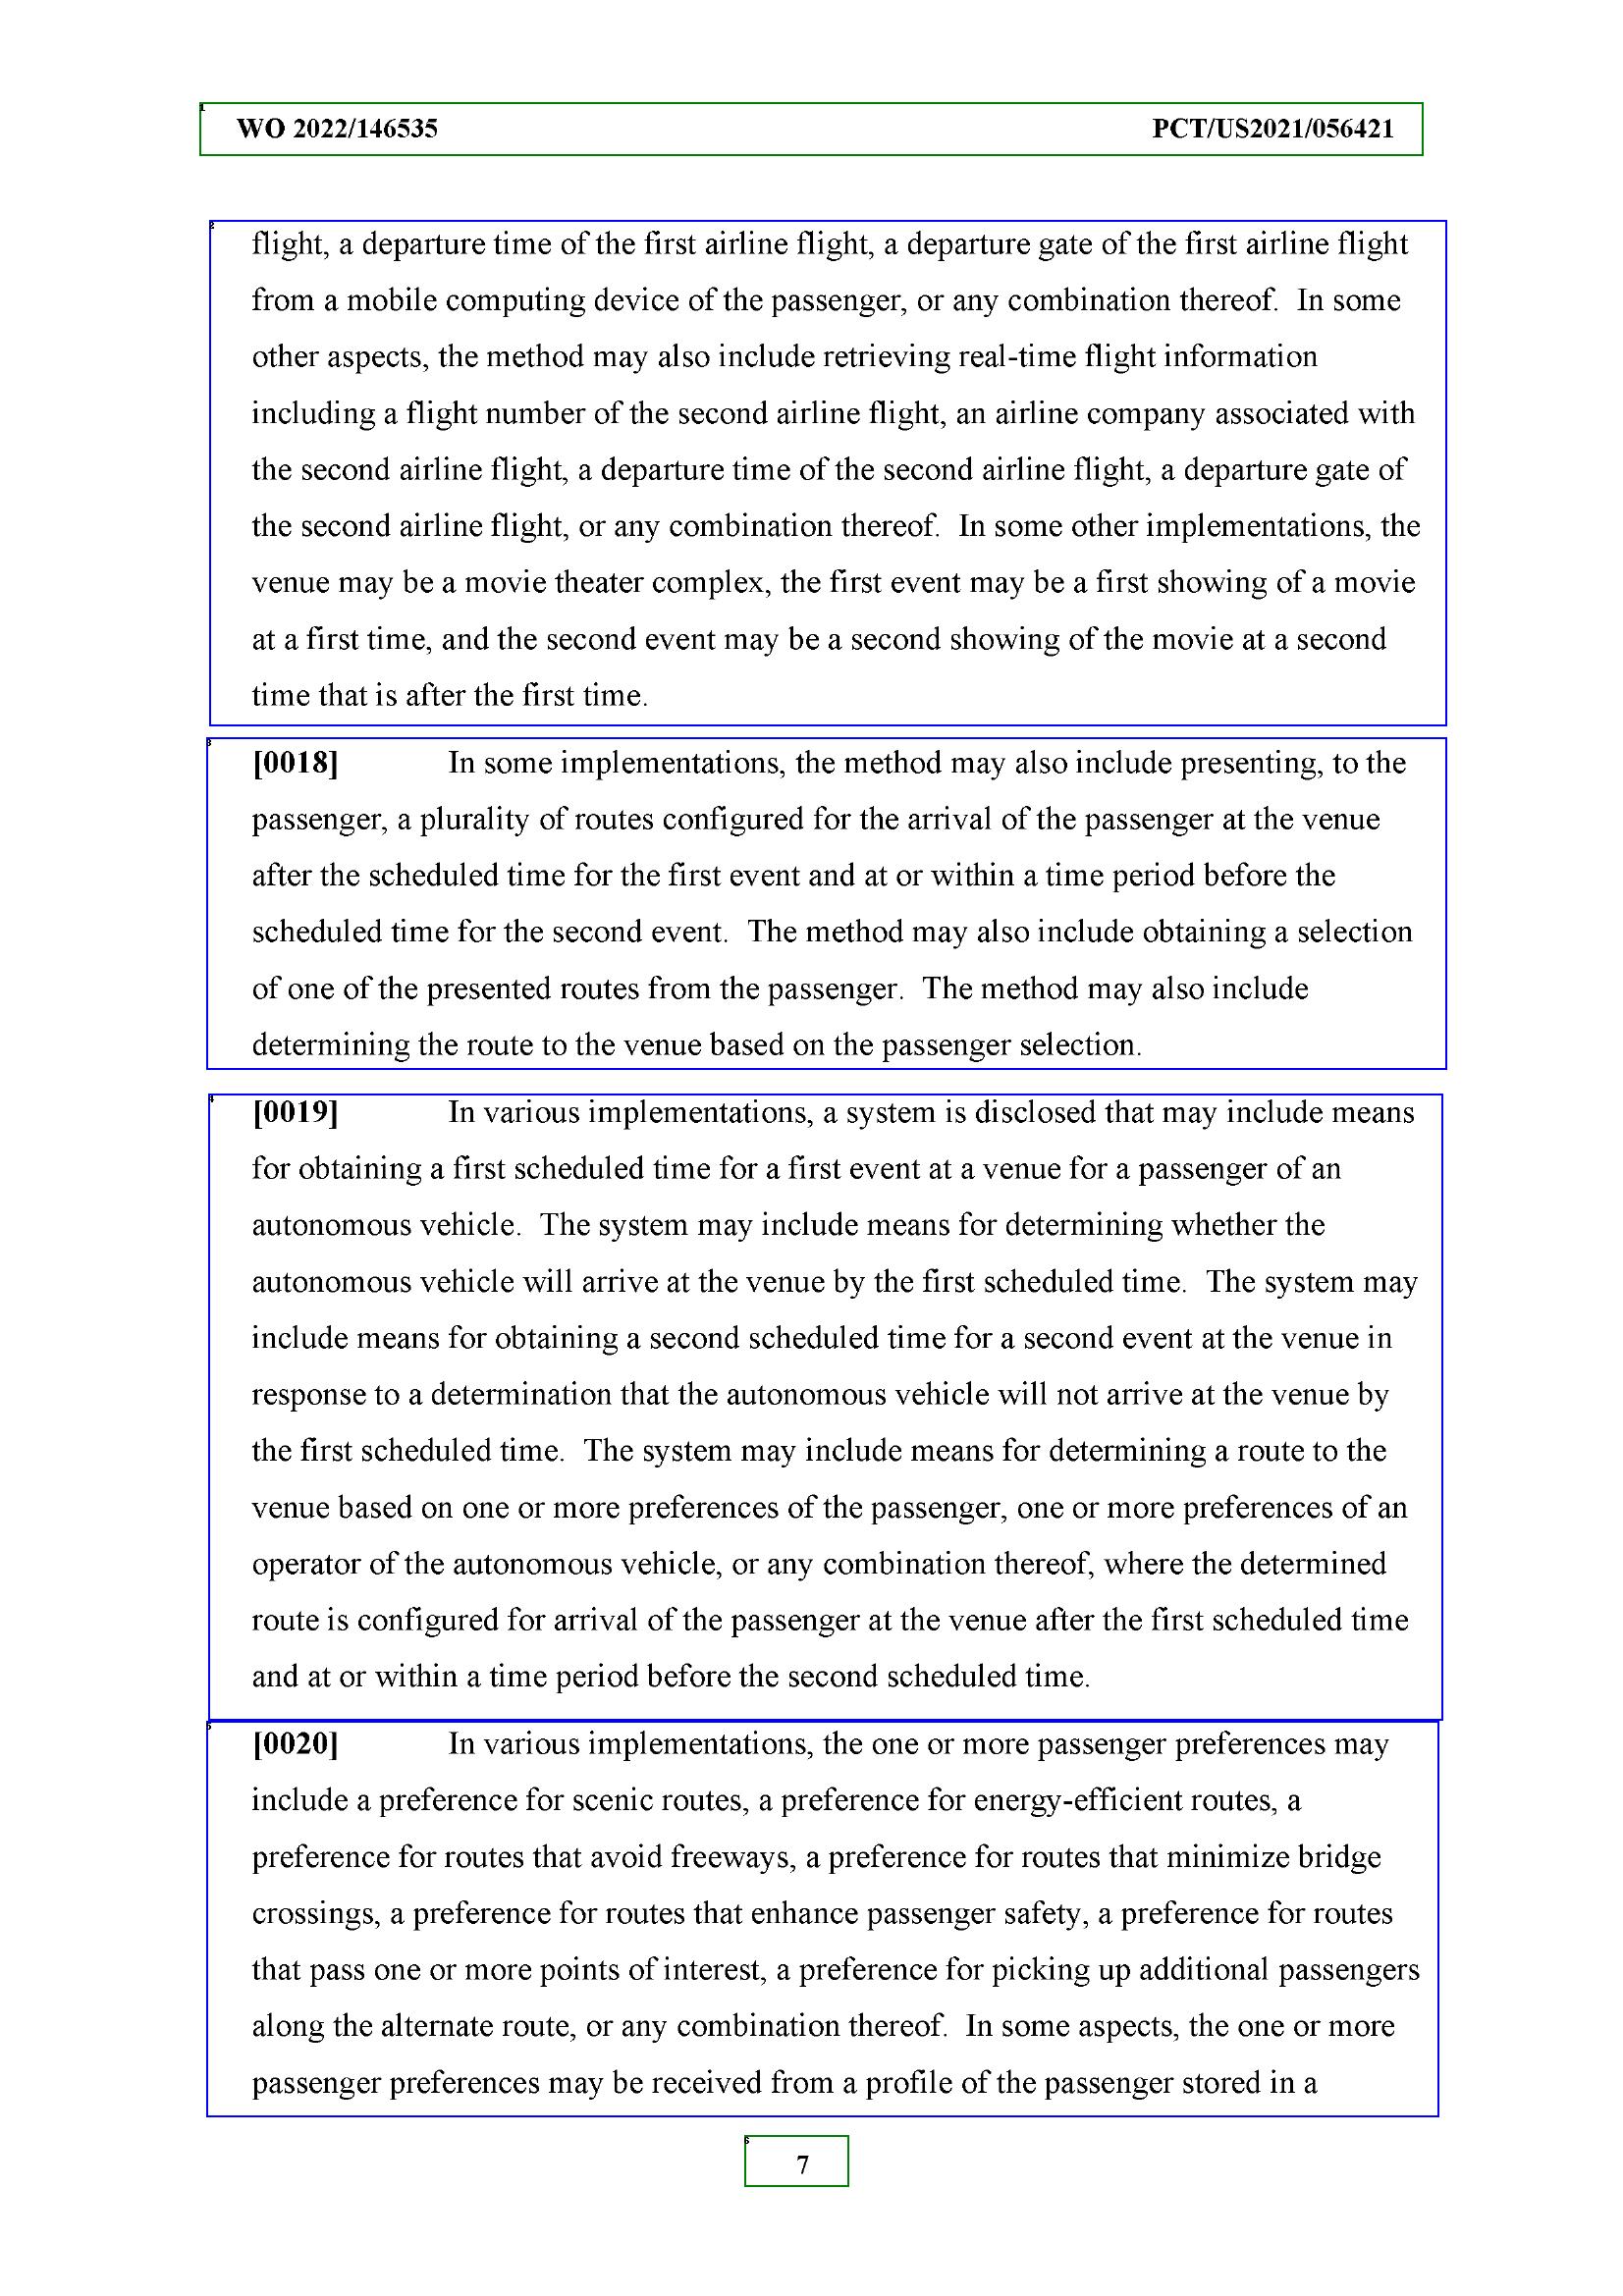 WO 2022/146535 PCT/US2021/056421
flight, a departure time of the first airline flight, a departure gate of the first airline flight
from a mobile computing device of the passenger, or any combination thereof.  In some
other aspects, the method may also include retrieving real-time flight information
including a flight number of the second airline flight, an airline company associated with
the second airline flight, a departure time of the second airline flight, a departure gate of
the second airline flight, or any combination thereof.  In some other implementations, the
venue may be a movie theater complex, the first event may be a first showing of a movie
at a first time, and the second event may be a second showing of the movie at a second
time that is after the first time.
[0018] In some implementations, the method may also include presenting, to the
passenger, a plurality of routes configured for the arrival of the passenger at the venue
after the scheduled time for the first event and at or within a time period before the
scheduled time for the second event.  The method may also include obtaining a selection
of one of the presented routes from the passenger.  The method may also include
determining the route to the venue based on the passenger selection.
[0019] In various implementations, a system is disclosed that may include means
for obtaining a first scheduled time for a first event at a venue for a passenger of an
autonomous vehicle.  The system may include means for determining whether the
autonomous vehicle will arrive at the venue by the first scheduled time.  The system may
include means for obtaining a second scheduled time for a second event at the venue in
response to a determination that the autonomous vehicle will not arrive at the venue by
the first scheduled time.  The system may include means for determining a route to the
venue based on one or more preferences of the passenger, one or more preferences of an
operator of the autonomous vehicle, or any combination thereof, where the determined
route is configured for arrival of the passenger at the venue after the first scheduled time
and at or within a time period before the second scheduled time.
[0020] In various implementations, the one or more passenger preferences may
include a preference for scenic routes, a preference for energy-efficient routes, a
preference for routes that avoid freeways, a preference for routes that minimize bridge
crossings, a preference for routes that enhance passenger safety, a preference for routes
that pass one or more points of interest, a preference for picking up additional passengers
along the alternate route, or any combination thereof.  In some aspects, the one or more
passenger preferences may be received from a profile of the passenger stored in a
7